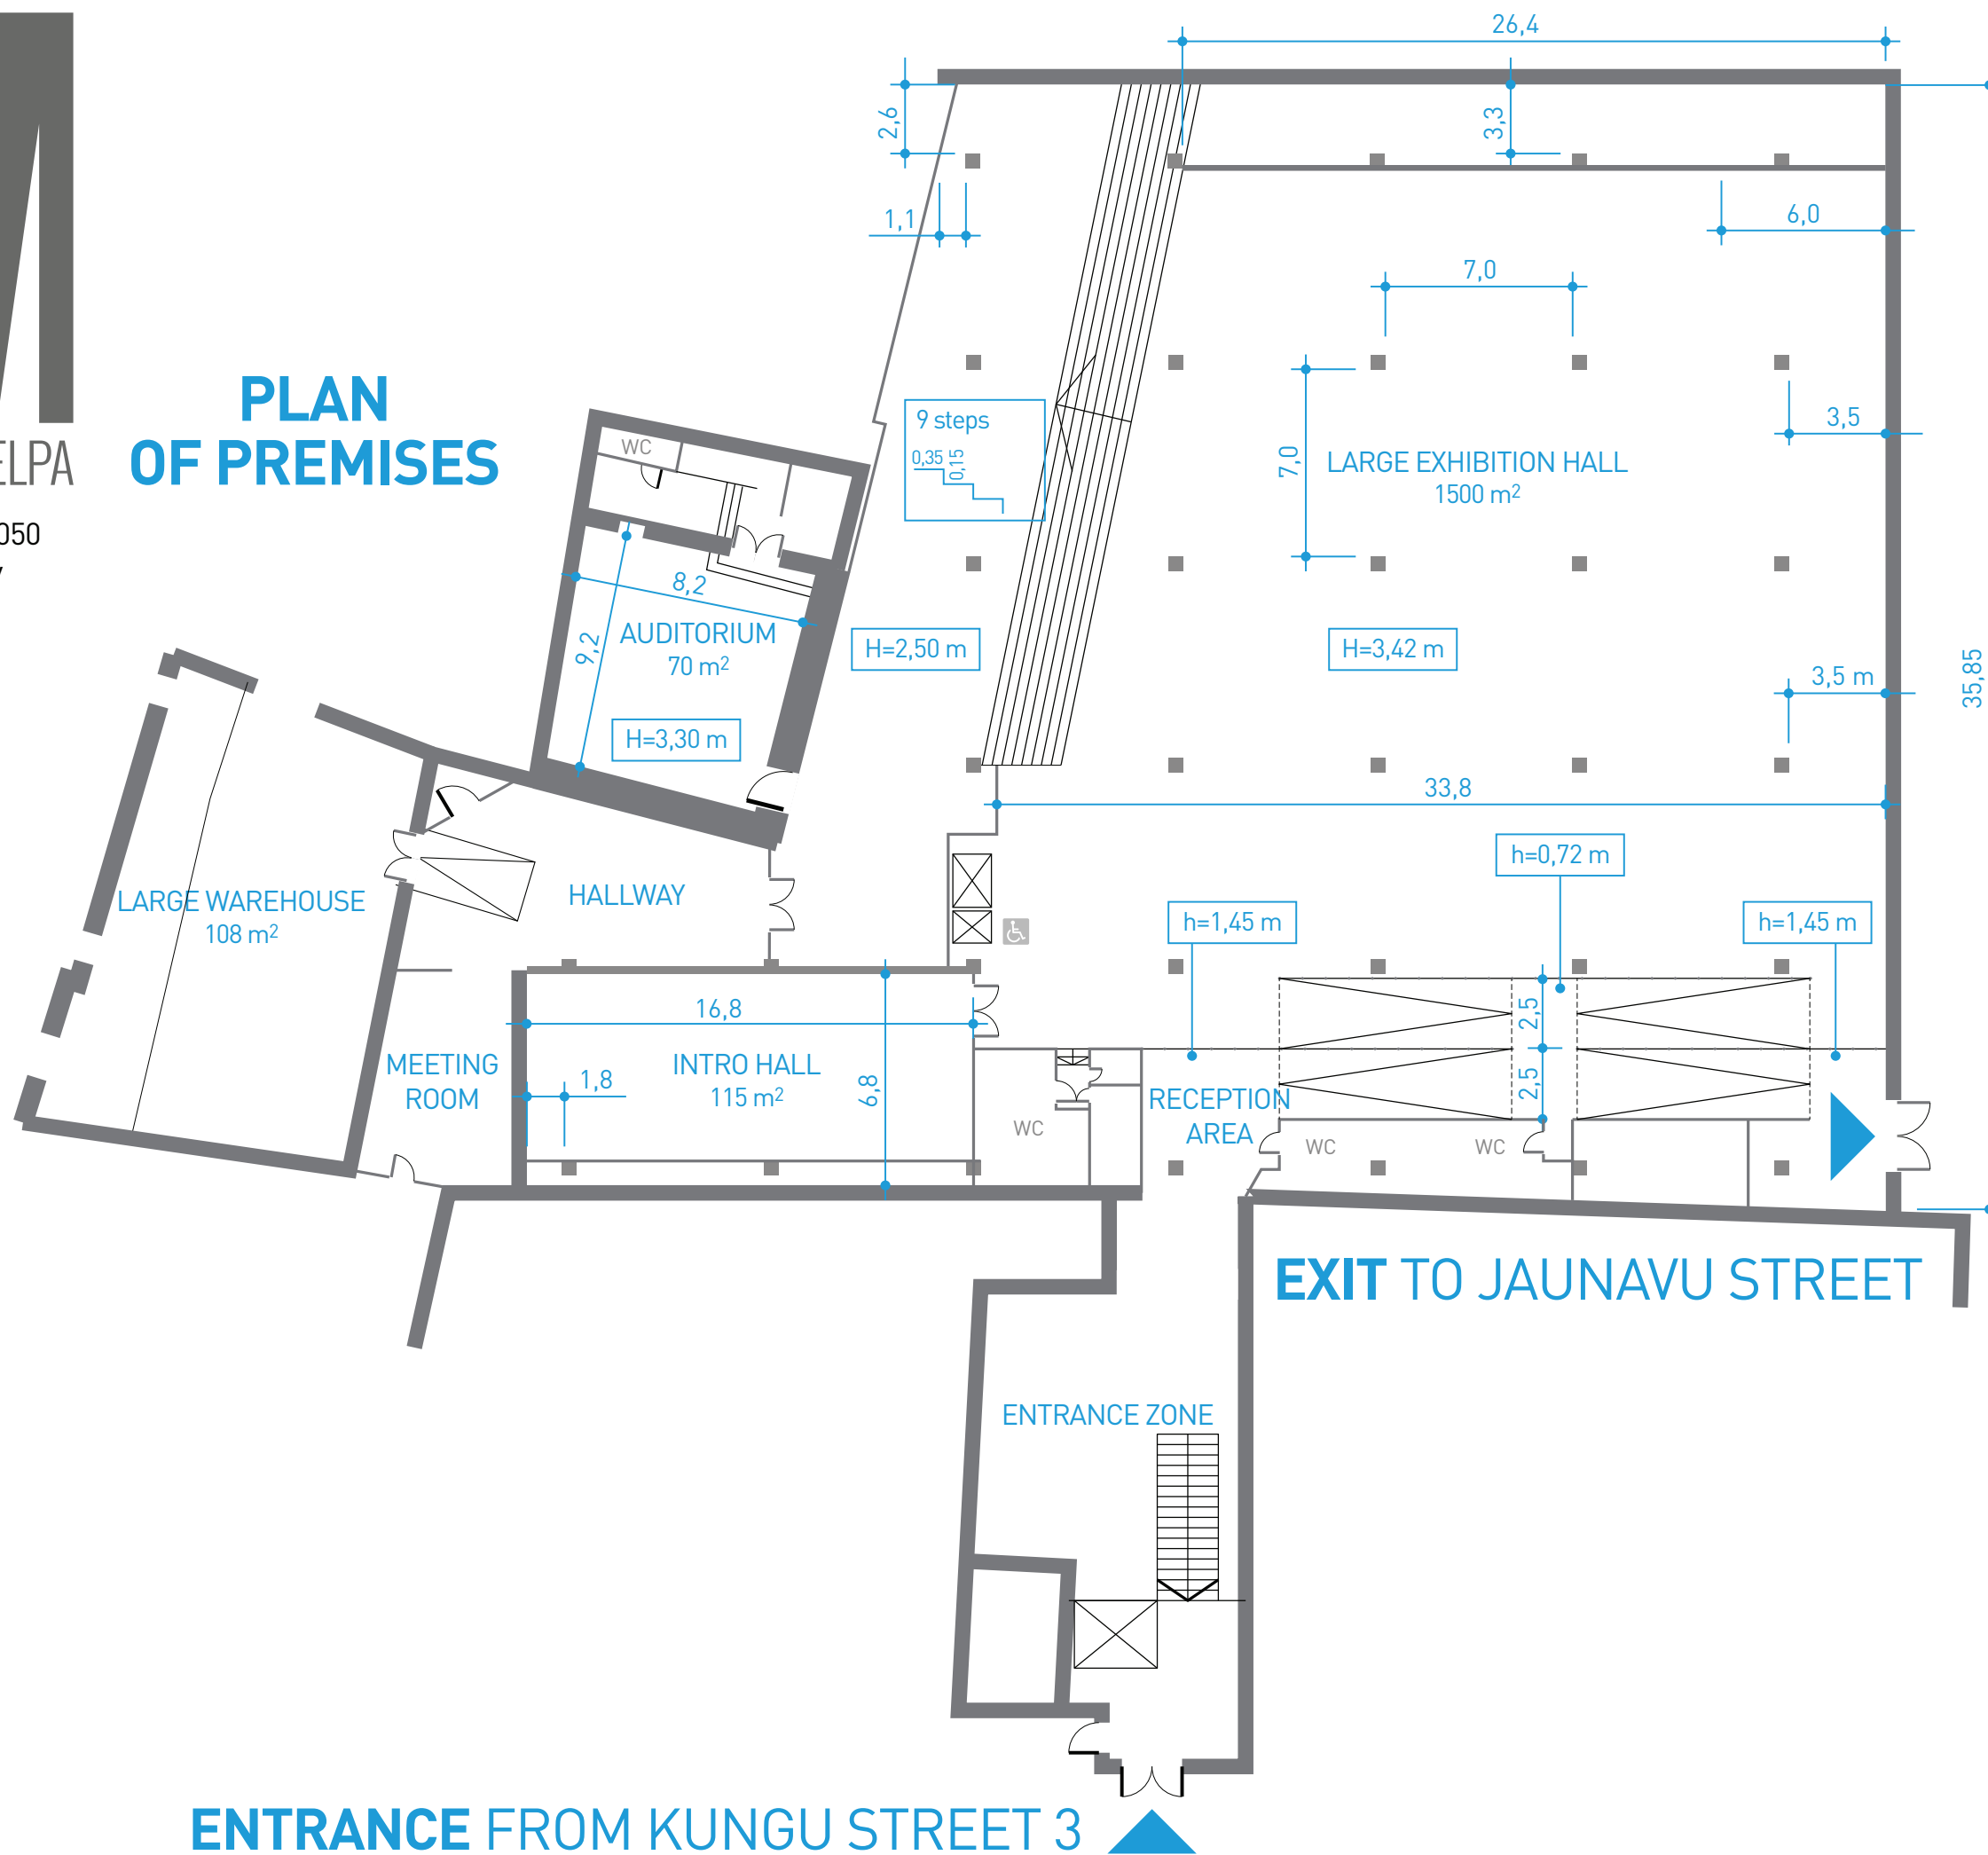 26,4
2,6
3,3
1,1
6,0
7,0
PLAN
OF PREMISES
ELPA
050
9 steps
0,35
0,15
WC
3,5
7,0
LARGE EXHIBITION HALL
1500 m²
8,2
9,2
AUDITORIUM
70 m²
H=2,50 m
H=3,42 m
3,5 m
35,85
H=3,30 m
33,8
h=0,72 m
LARGE WAREHOUSE
108 m²
HALLWAY
h=1,45 m
h=1,45 m
16,8
2,5
MEETING
ROOM
1,8
INTRO HALL
115 m²
6,8
2,5
RECEPTION
AREA
WC
WC
WC
EXIT TO JAUNAVU STREET
ENTRANCE ZONE
ENTRANCE FROM KUNGU STREET 3